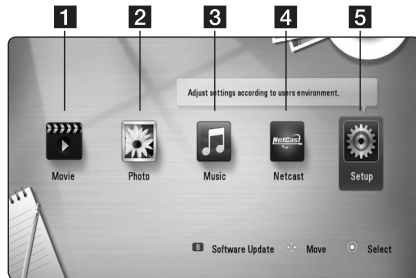 1 2 3 4 5
Adjust settings according to users environment.
NetCast
Movie Photo Music Netcast Setup
B Software Update Move Select